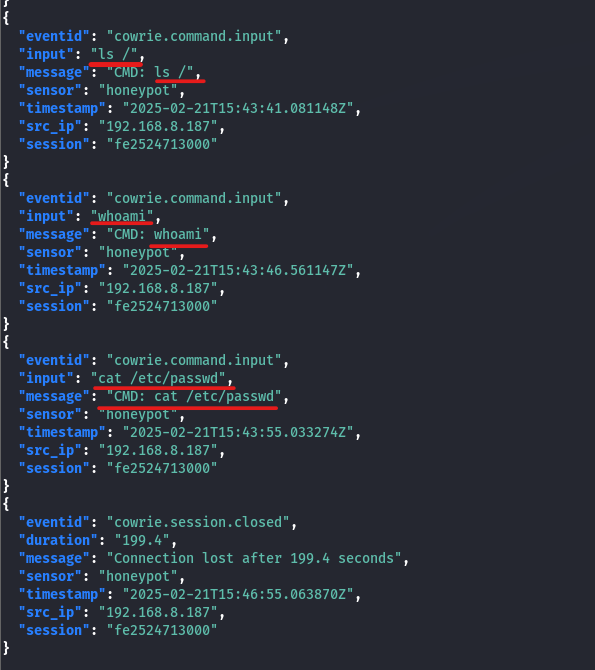 }
{
"eventid": "cowrie.command.input",
"input": "ls /",
"message": "CMD: ls /",
"sensor": "honeypot",
"timestamp": "2025-02-21T15:43:41.081148Z",
"src_ip": "192.168.8.187",
"session": "fe2524713000"
}
{
"eventid": "cowrie.command.input",
"input": "whoami",
"message": "CMD: whoami",
"sensor": "honeypot",
"timestamp": "2025-02-21T15:43:46.561147Z",
"src_ip": "192.168.8.187",
"session": "fe2524713000"
}
{
"eventid": "cowrie.command.input",
"input": "cat /etc/passwd",
"message": "CMD: cat /etc/passwd",
"sensor": "honeypot",
"timestamp": "2025-02-21T15:43:55.033274Z",
"src_ip": "192.168.8.187",
"session": "fe2524713000"
}
{
"eventid": "cowrie.session.closed",
"duration": "199.4",
"message": "Connection lost after 199.4 seconds",
"sensor": "honeypot",
"timestamp": "2025-02-21T15:46:55.063870Z",
"src_ip": "192.168.8.187",
"session": "fe2524713000"
}